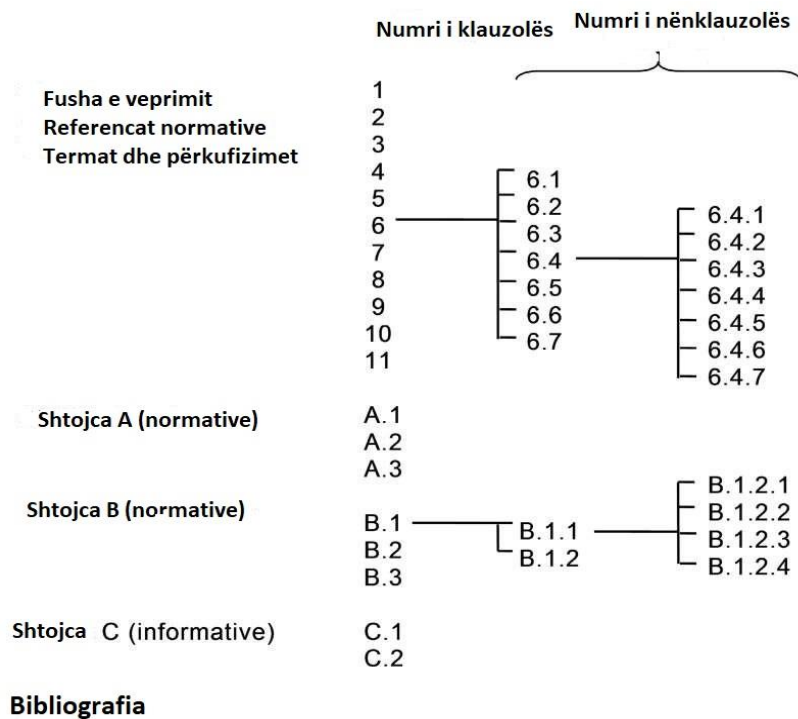 Numri i klauzolës Numri i nënklauzolës
Fusha e veprimit 1
Referencat normative 2
Termat dhe përkufizimet 3
4 6.1
5 6.2 6.4.1
6 6.3 6.4.2
7 6.4 6.4.3
8 6.5 6.4.4
9 6.6 6.4.5
10 6.7 6.4.6
11 6.4.7
Shtojca A (normative) A.1
A.2
A.3
B.1.2.1
Shtojca B (normative) B.1 B.1.1 B.1.2.2
B.2 B.1.2 B.1.2.3
B.3 B.1.2.4
Shtojca C (informative) C.1
C.2
Bibliografia